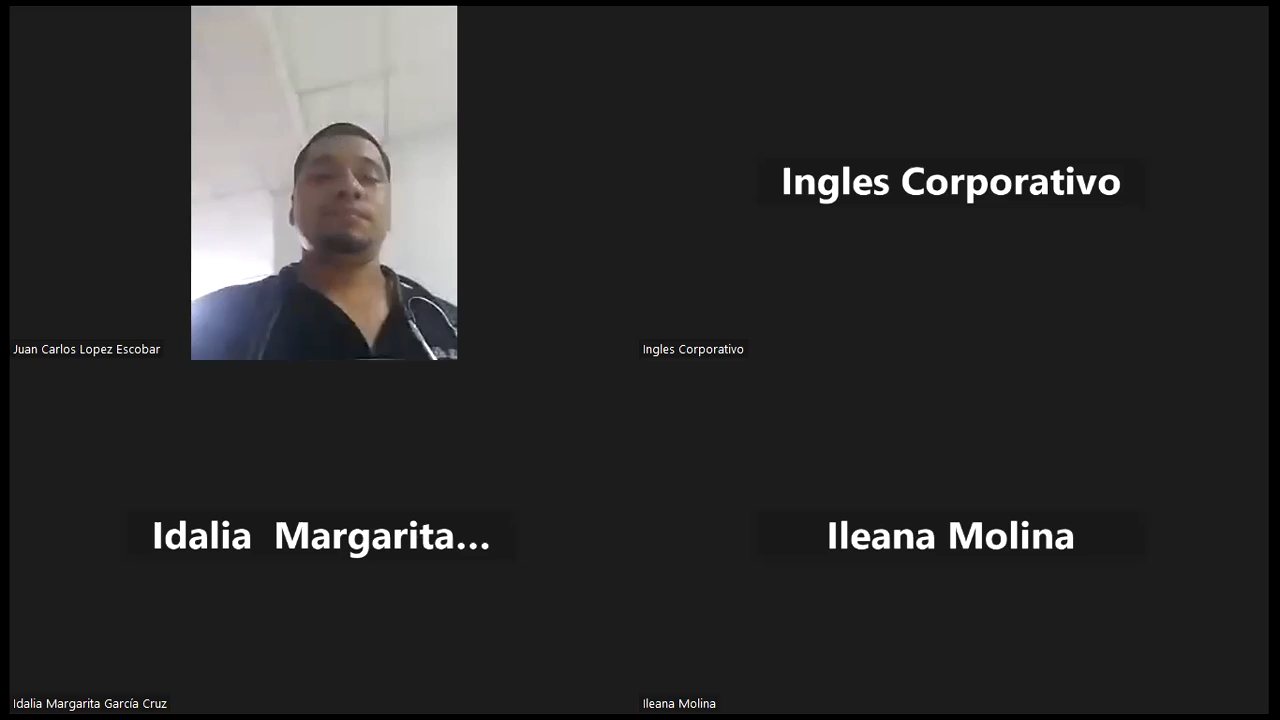 Juan Carlos Lopez Escobar
Ingles Corporativo
Ingles Corporativo
Idalia  Margarita...
Idalia Margarita García Cruz
Ileana Molina
Ileana Molina